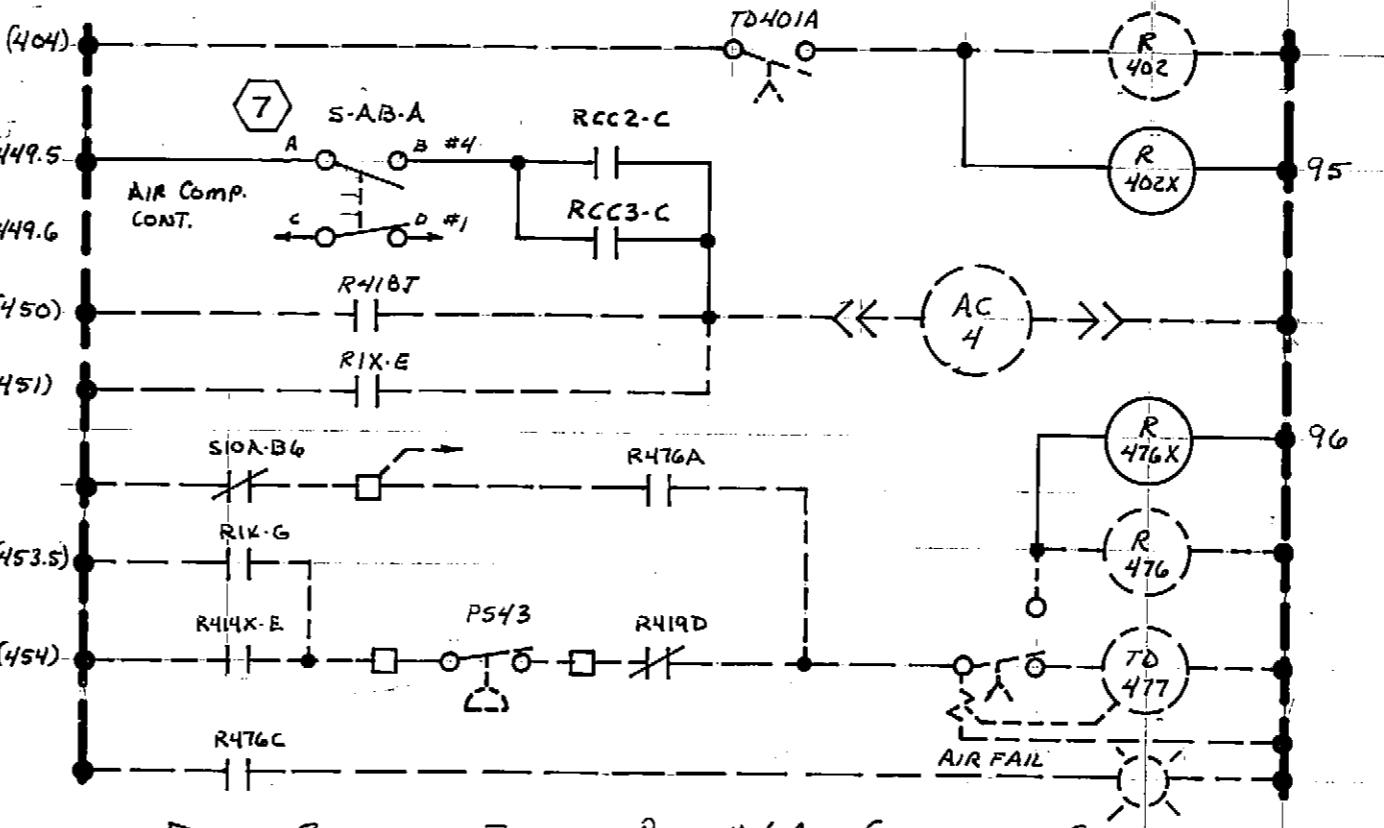 TD401A
(404)
R
402
7
S-AB-A
RCC2-C
449.5
A
B #4
R
402X
95
AIR COMP.
CONT.
449.6
C
D #1
RCC3-C
(450)
R418J
AC
4
451)
R1X-E
R
476X
96
S10A-B6
R476A
R1X-G
(453.5)
R
476
R414X-E
PS43
R419D
(454)
TD
477
R476C
AIR FAIL